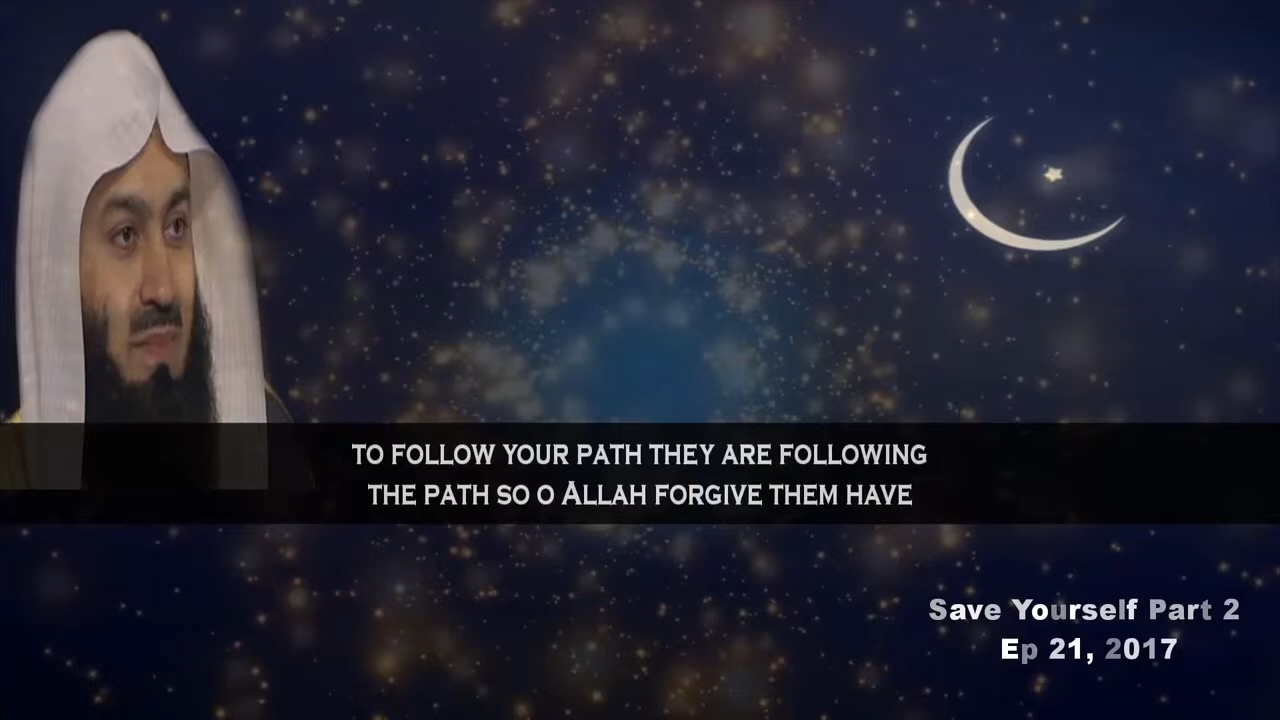 TO FOLLOW YOUR PATH THEY ARE FOLLOWING
THE PATH SO O ALLAH FORGIVE THEM HAVE
Save Yourself Part 2
Ep 21, 2017